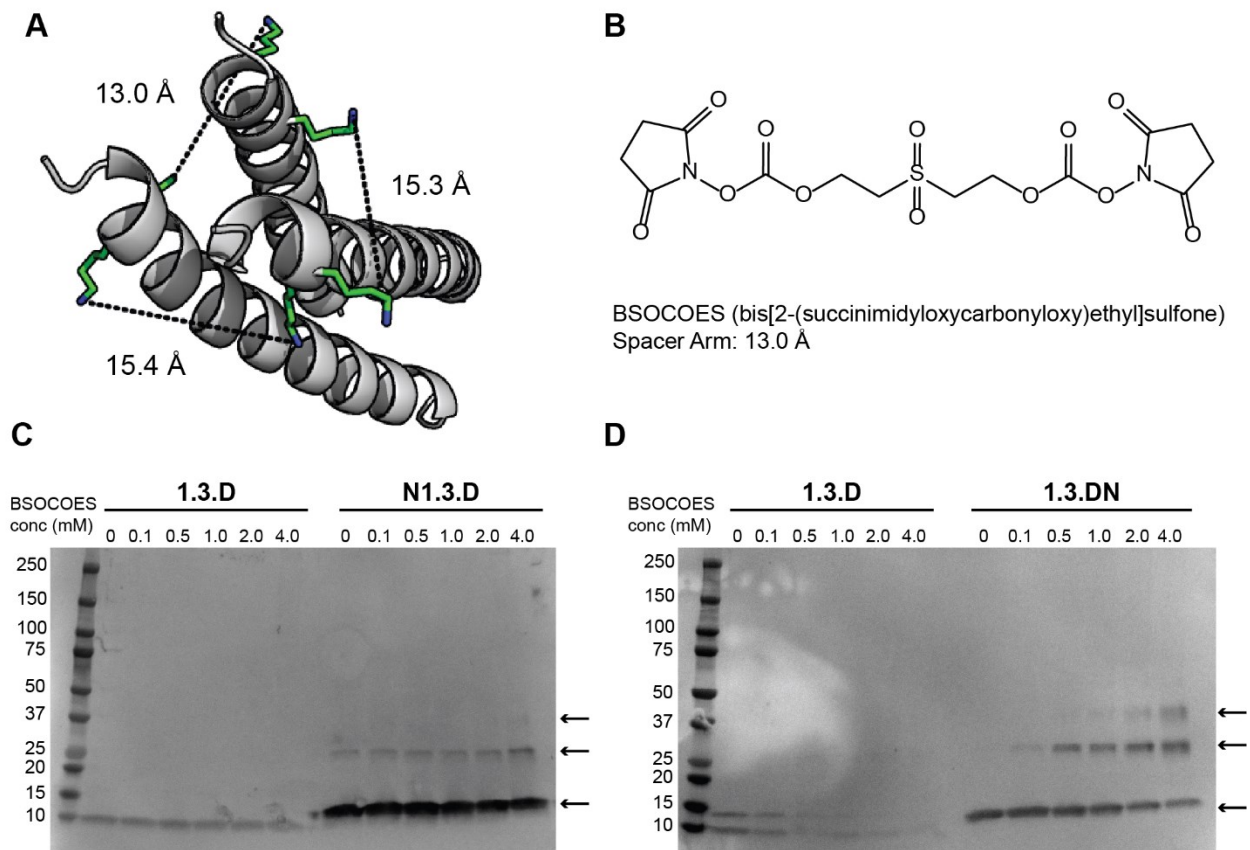 A
13.0 Å
15.3 Å
15.4 Å
B
O
O
O
O
O
N
O
O
S
O
O
O
N
O
O
BSOCOES (bis[2-(succinimidyloxycarbonyloxy)ethyl]sulfone)
Spacer Arm: 13.0 Å
C
1.3.D N1.3.D
BSOCOES
conc (mM) 0 0.1 0.5 1.0 2.0 4.0 0 0.1 0.5 1.0 2.0 4.0
250
150
100
75
50
37
25
20
15
10
D
1.3.D 1.3.DN
BSOCOES
conc (mM) 0 0.1 0.5 1.0 2.0 4.0 0 0.1 0.5 1.0 2.0 4.0
250
150
100
75
50
37
25
20
15
10